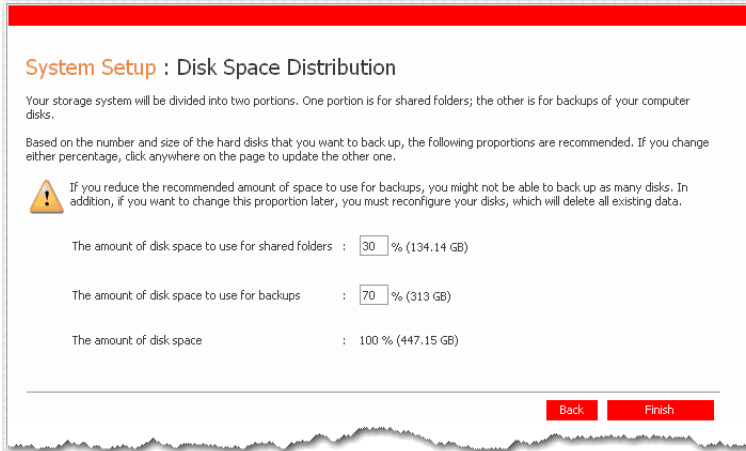 System Setup : Disk Space Distribution
Your storage system will be divided into two portions. One portion is for shared folders; the other is for backups of your computer
disks.
Based on the number and size of the hard disks that you want to back up, the following proportions are recommended. If you change
either percentage, click anywhere on the page to update the other one.
If you reduce the recommended amount of space to use for backups, you might not be able to back up as many disks. In
addition, if you want to change this proportion later, you must reconfigure your disks, which will delete all existing data.
The amount of disk space to use for shared folders : 30 % (134.14 GB)
The amount of disk space to use for backups : 70 % (313 GB)
The amount of disk space : 100 % (447.15 GB)
Back Finish